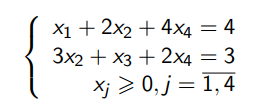 x₁ + 2x₂ + 4x₄ = 4
3x₂ + x₃ + 2x₄ = 3
xⱼ ⩾ 0, j = 1, 4